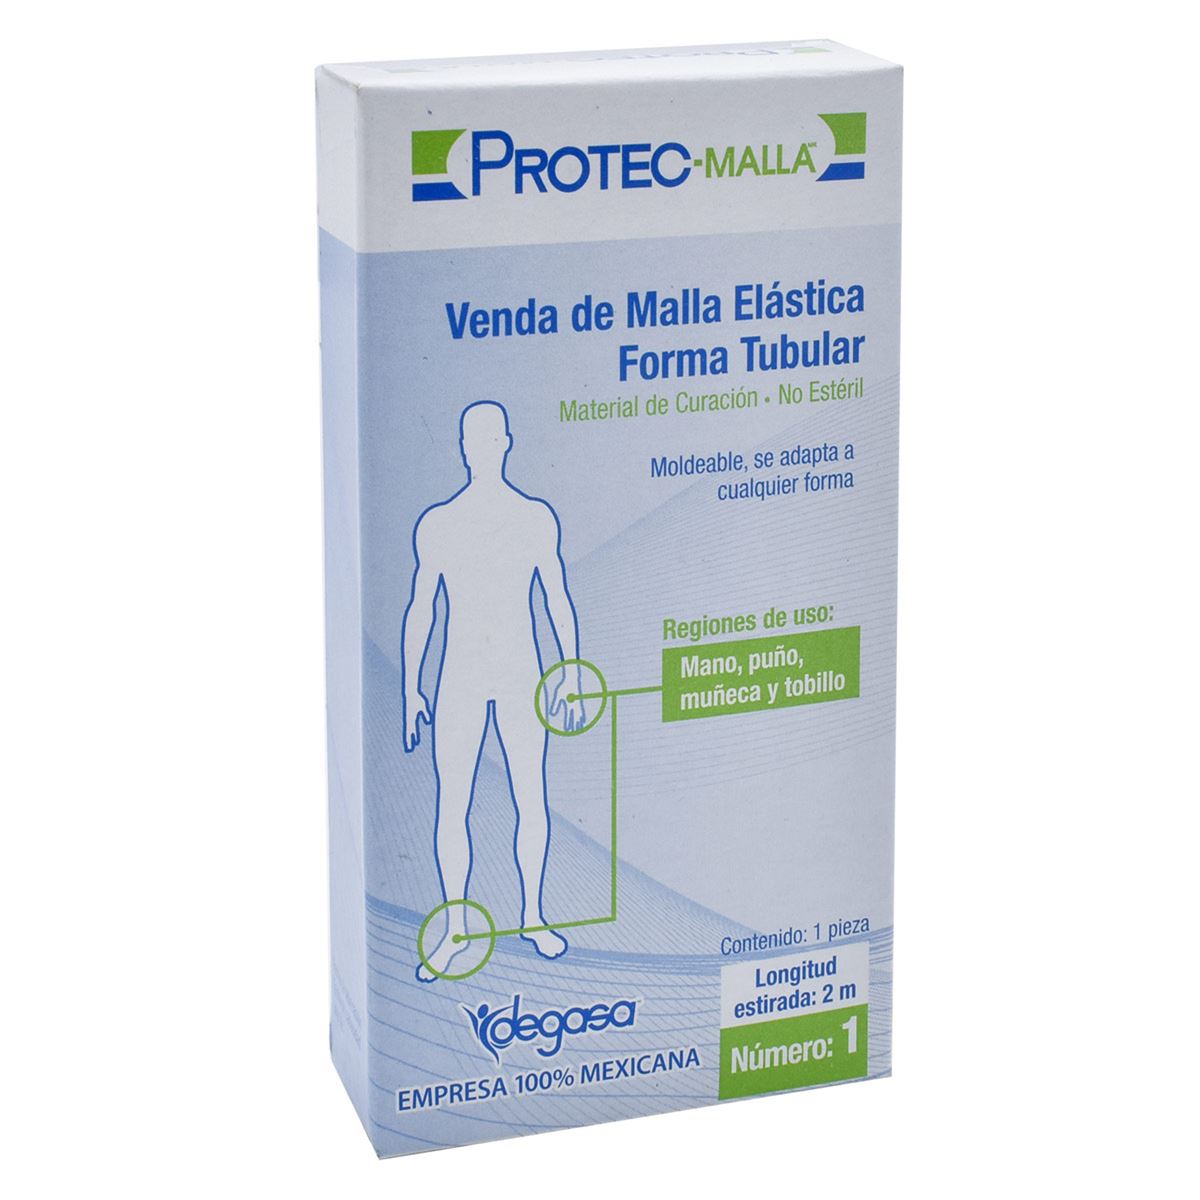 PROTEC-MALLA
Venda de Malla Elástica
Forma Tubular
Material de Curación • No Estéril
Moldeable, se adapta a
cualquier forma
Regiones de uso:
Mano, puño,
muñeca y tobillo
Contenido: 1 pieza
Longitud
estirada: 2 m
Número: 1
degasa
EMPRESA 100% MEXICANA